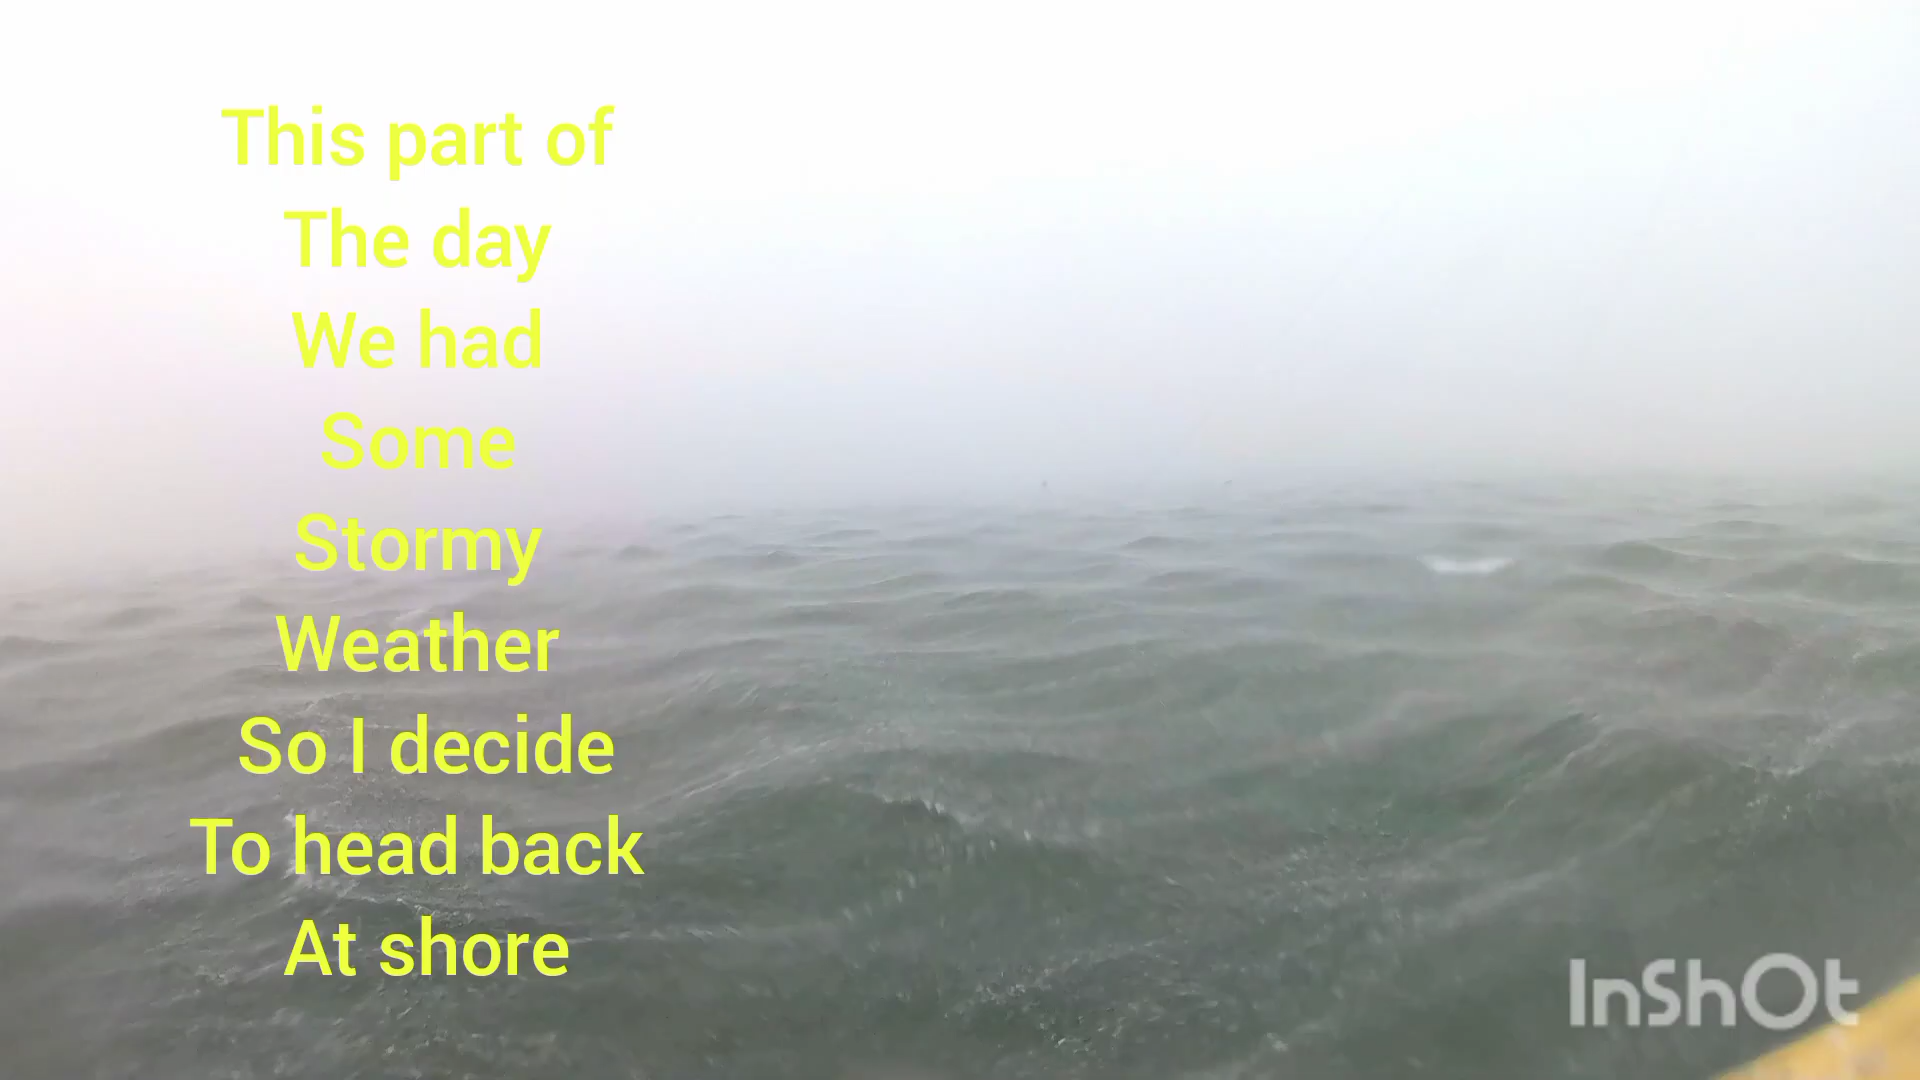 This part of
The day
We had
Some
Stormy
Weather
So I decide
To head back
At shore
InShOt